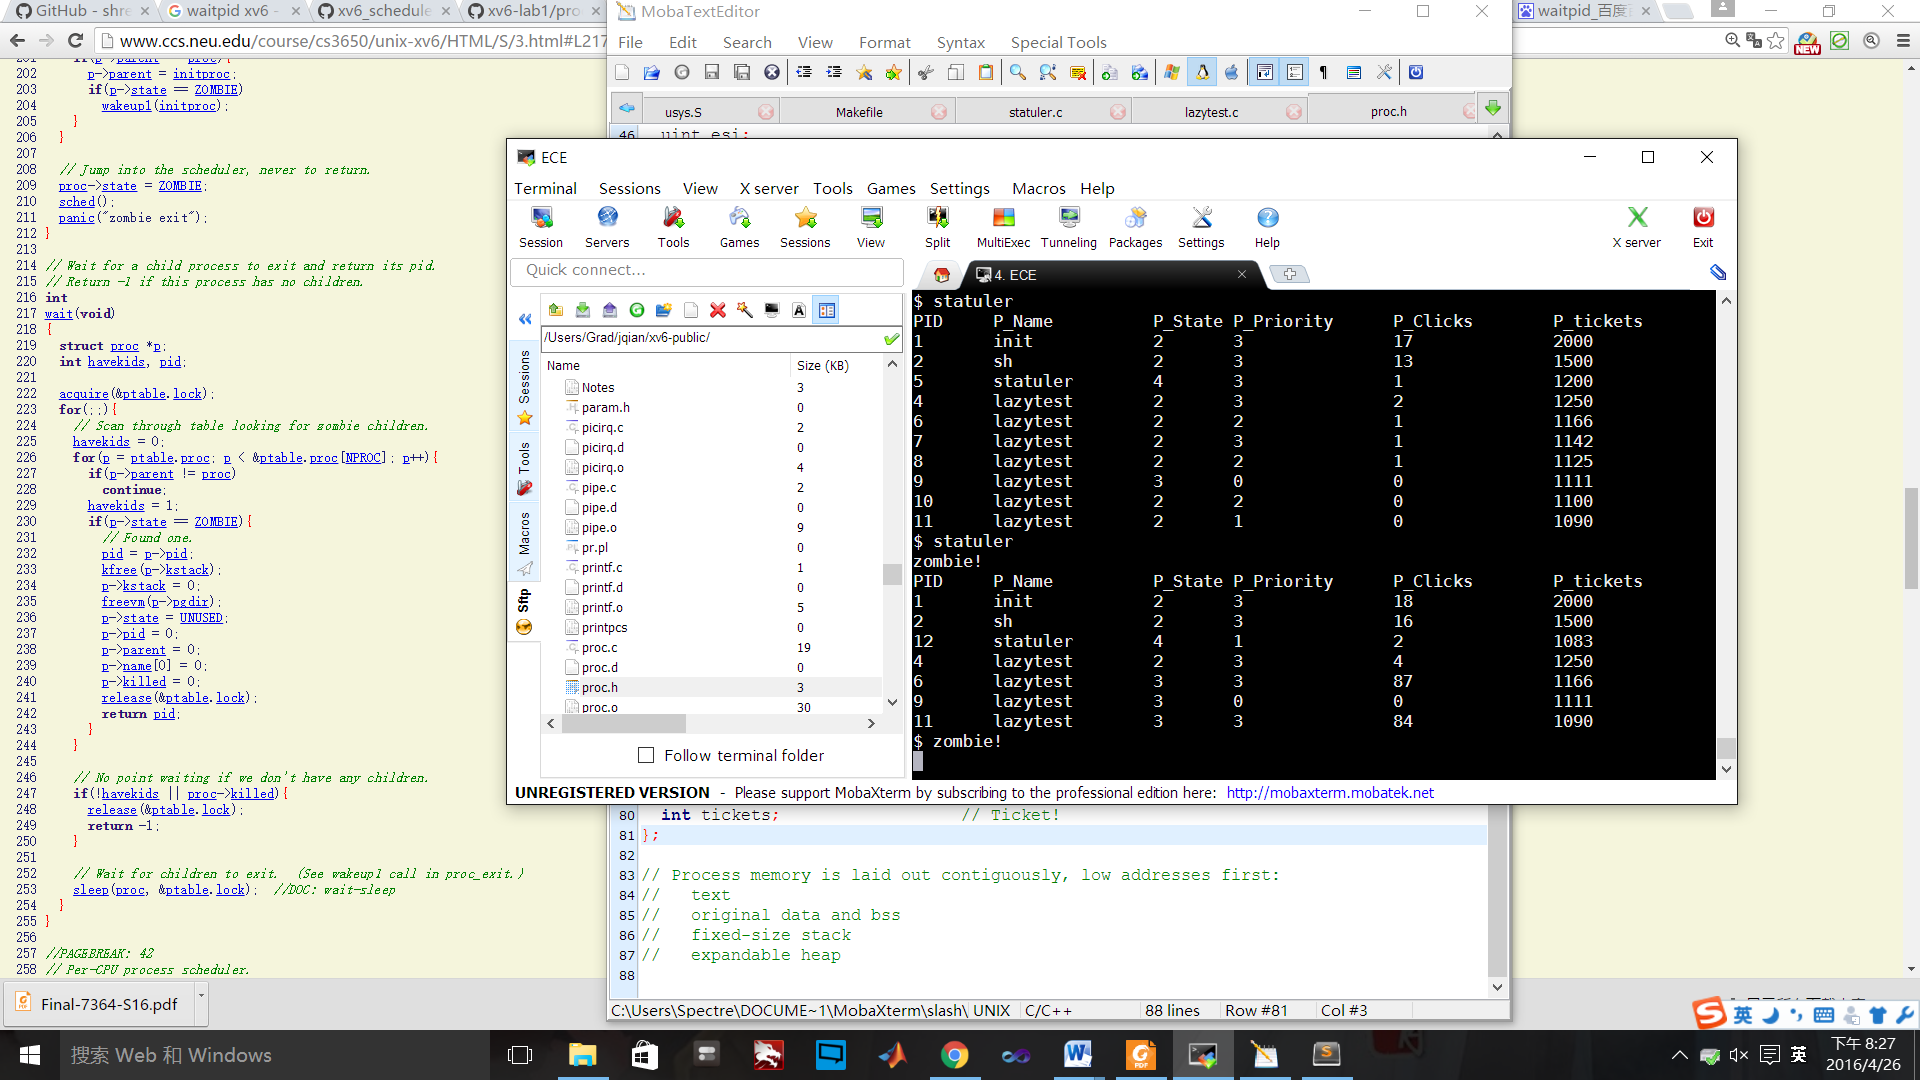 GitHub - shre
waitpid xv6 -
xv6_schedule
xv6-lab1/pro
www.ccs.neu.edu/course/cs3650/unix-xv6/HTML/S/3.html#L217
202 p->parent = initproc;
203 if(p->state == ZOMBIE)
204 wakeup1(initproc);
205 }
206 }
207
208 // Jump into the scheduler, never to return.
209 proc->state = ZOMBIE;
210 sched();
211 panic("zombie exit");
212 }
213
214 // Wait for a child process to exit and return its pid.
215 // Return -1 if this process has no children.
216 int
217 wait(void)
218 {
219 struct proc *p;
220 int havekids, pid;
221
222 acquire(&ptable.lock);
223 for(;;){
224 // Scan through table looking for zombie children.
225 havekids = 0;
226 for(p = ptable.proc; p < &ptable.proc[NPROC]; p++){
227 if(p->parent != proc)
228 continue;
229 havekids = 1;
230 if(p->state == ZOMBIE){
231 // Found one.
232 pid = p->pid;
233 kfree(p->kstack);
234 p->kstack = 0;
235 freevm(p->pgdir);
236 p->state = UNUSED;
237 p->pid = 0;
238 p->parent = 0;
239 p->name[0] = 0;
240 p->killed = 0;
241 release(&ptable.lock);
242 return pid;
243 }
244 }
245
246 // No point waiting if we don't have any children.
247 if(!havekids || proc->killed){
248 release(&ptable.lock);
249 return -1;
250 }
251
252 // Wait for children to exit. (See wakeup1 call in proc_exit.)
253 sleep(proc, &ptable.lock); //DOC: wait-sleep
254 }
255 }
256
257 //PAGEBREAK: 42
258 // Per-CPU process scheduler.
Final-7364-S16.pdf
MobaTextEditor
File Edit Search View Format Syntax Special Tools
usys.S Makefile statuler.c lazytest.c proc.h
46 uint esi;
waitpid_百度
NEW
ECE
Terminal Sessions View X server Tools Games Settings Macros Help
Session Servers Tools Games Sessions View Split MultiExec Tunneling Packages Settings Help X server Exit
Quick connect...
4. ECE
Sessions
Tools
Macros
Sftp
/Users/Grad/jqian/xv6-public/
Name Size (KB)
Notes 3
param.h 0
picirq.c 2
picirq.d 0
picirq.o 4
pipe.c 2
pipe.d 0
pipe.o 9
pr.pl 0
printf.c 1
printf.d 0
printf.o 5
printpcs 0
proc.c 19
proc.d 0
proc.h 3
proc.o 30
Follow terminal folder
$ statuler
PID P_Name P_State P_Priority P_Clicks P_tickets
1 init 2 3 17 2000
2 sh 2 3 13 1500
5 statuler 4 3 1 1200
4 lazytest 2 3 2 1250
6 lazytest 2 2 1 1166
7 lazytest 2 3 1 1142
8 lazytest 2 2 1 1125
9 lazytest 3 0 0 1111
10 lazytest 2 2 0 1100
11 lazytest 2 1 0 1090
$ statuler
zombie!
PID P_Name P_State P_Priority P_Clicks P_tickets
1 init 2 3 18 2000
2 sh 2 3 16 1500
12 statuler 4 1 2 1083
4 lazytest 2 3 4 1250
6 lazytest 3 3 87 1166
9 lazytest 3 0 0 1111
11 lazytest 3 3 84 1090
$ zombie!
UNREGISTERED VERSION - Please support MobaXterm by subscribing to the professional edition here: http://mobaxterm.mobatek.net
80 int tickets; // Ticket!
81 };
82
83 // Process memory is laid out contiguously, low addresses first:
84 // text
85 // original data and bss
86 // fixed-size stack
87 // expandable heap
88
C:\Users\Spectre\DOCUME~1\MobaXterm\slash\ UNIX C/C++ 88 lines Row #81 Col #3
英
搜索 Web 和 Windows
英
下午 8:27
2016/4/26